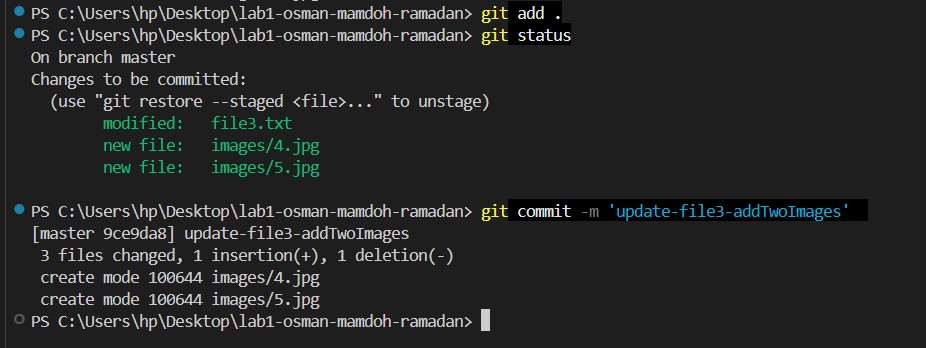 PS C:\Users\hp\Desktop\lab1-osman-mamdoh-ramadan> git add .
PS C:\Users\hp\Desktop\lab1-osman-mamdoh-ramadan> git status
On branch master
Changes to be committed:
  (use "git restore --staged <file>..." to unstage)
        modified:   file3.txt
        new file:   images/4.jpg
        new file:   images/5.jpg
PS C:\Users\hp\Desktop\lab1-osman-mamdoh-ramadan> git commit -m 'update-file3-addTwoImages'
[master 9ce9da8] update-file3-addTwoImages
 3 files changed, 1 insertion(+), 1 deletion(-)
 create mode 100644 images/4.jpg
 create mode 100644 images/5.jpg
PS C:\Users\hp\Desktop\lab1-osman-mamdoh-ramadan>